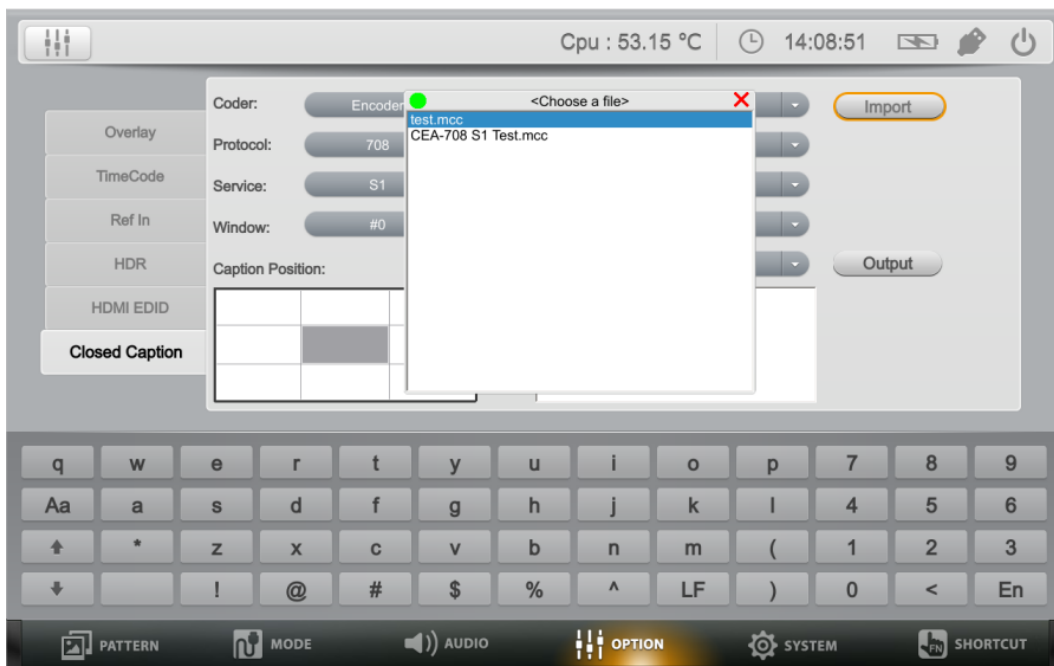 Cpu : 53.15 °C 14:08:51
Overlay
TimeCode
Ref In
HDR
HDMI EDID
Closed Caption
Coder: Encoder
Protocol: 708
Service: S1
Window: #0
Caption Position:
<Choose a file>
test.mcc
CEA-708 S1 Test.mcc
Import
Output
q w e r t y u i o p 7 8 9
Aa a s d f g h j k l 4 5 6
* z x c v b n m ( 1 2 3
! @ # $ % ^ LF ) 0 < En
PATTERN MODE AUDIO OPTION SYSTEM FN SHORTCUT